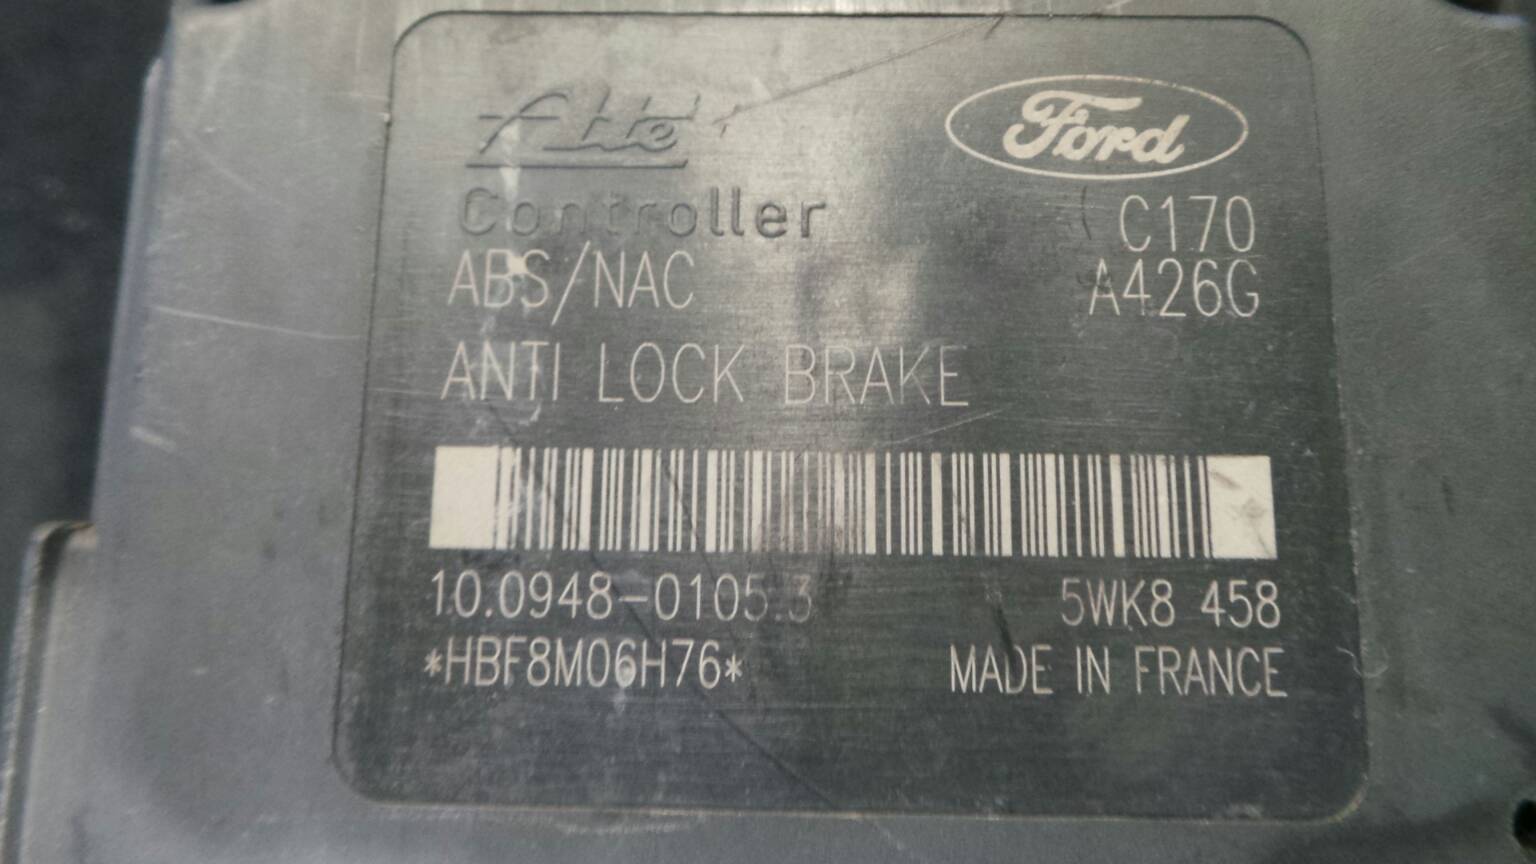 Ate
Ford
Controller
C170
ABS/NAC
A426G
ANTI LOCK BRAKE
10.0948-0105.3
5WK8 458
*HBF8M06H76*
MADE IN FRANCE